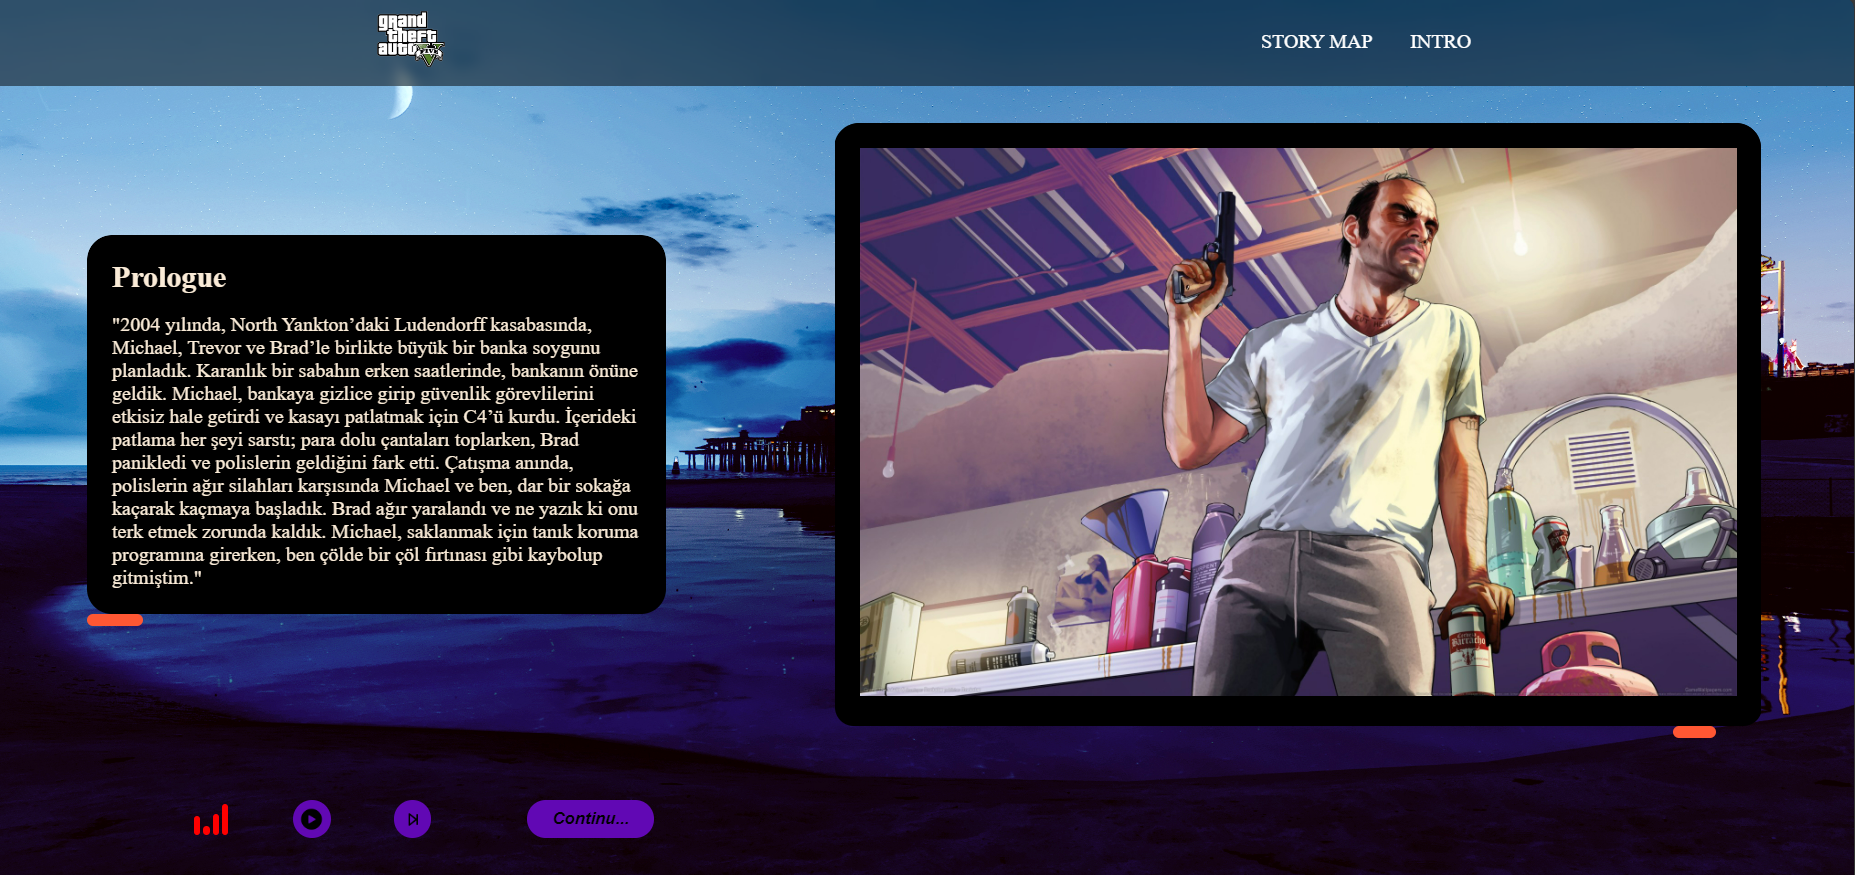 grand
theft
auto
STORY MAP
INTRO
Prologue
"2004 yılında, North Yankton’daki Ludendorff kasabasında,
Michael, Trevor ve Brad’le birlikte büyük bir banka soygunu
planladık. Karanlık bir sabahın erken saatlerinde, bankanın önüne
geldik. Michael, bankaya gizlice girip güvenlik görevlilerini
etkisiz hale getirdi ve kasayı patlatmak için C4’ü kurdu. İçerideki
patlama her şeyi sarstı; para dolu çantaları toplarken, Brad
panikledi ve polislerin geldiğini fark etti. Çatışma anında,
polislerin ağır silahları karşısında Michael ve ben, dar bir sokağa
kaçarak kaçmaya başladık. Brad ağır yaralandı ve ne yazık ki onu
terk etmek zorunda kaldık. Michael, saklanmak için tanık koruma
programına girerken, ben çölde bir çöl fırtınası gibi kaybolup
gitmiştim."
Barracho
Continu...